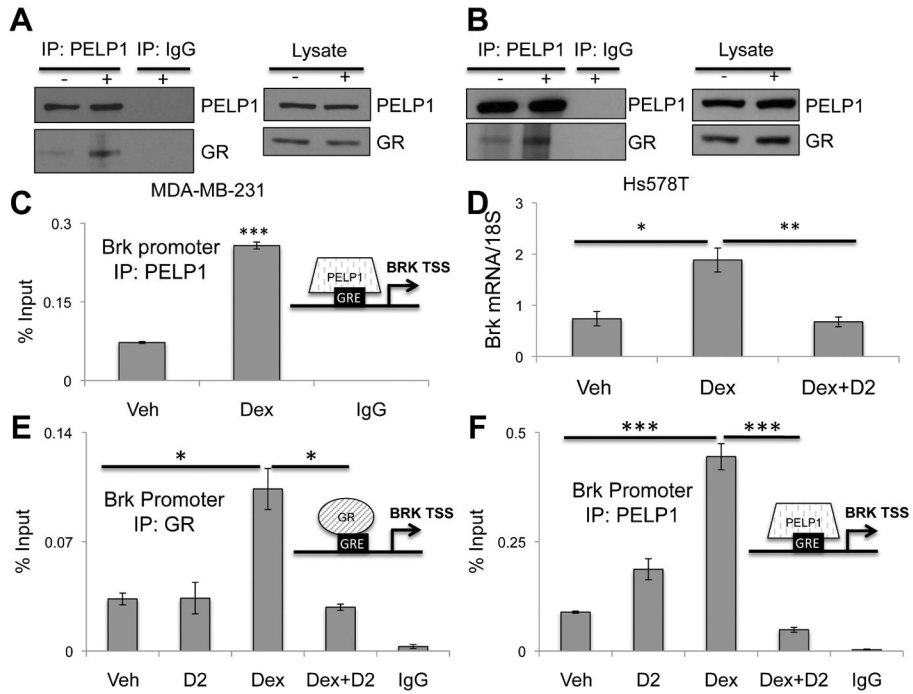 A
IP: PELP1 IP: IgG Lysate
- + + - +
PELP1 PELP1
GR GR
MDA-MB-231
B
IP: PELP1 IP: IgG Lysate
- + + - +
PELP1 PELP1
GR GR
Hs578T
C
% Input
0.3
0.15
0
Brk promoter
IP: PELP1
***
PELP1
GRE
BRK TSS
Veh Dex IgG
D
Brk mRNA/18S
3
2
1
0
* **
Veh Dex Dex+D2
E
% Input
0.14
0.07
0
* *
Brk Promoter
IP: GR
GR
GRE
BRK TSS
Veh D2 Dex Dex+D2 IgG
F
% Input
0.5
0.25
0
*** ***
Brk Promoter
IP: PELP1
PELP1
GRE
BRK TSS
Veh D2 Dex Dex+D2 IgG